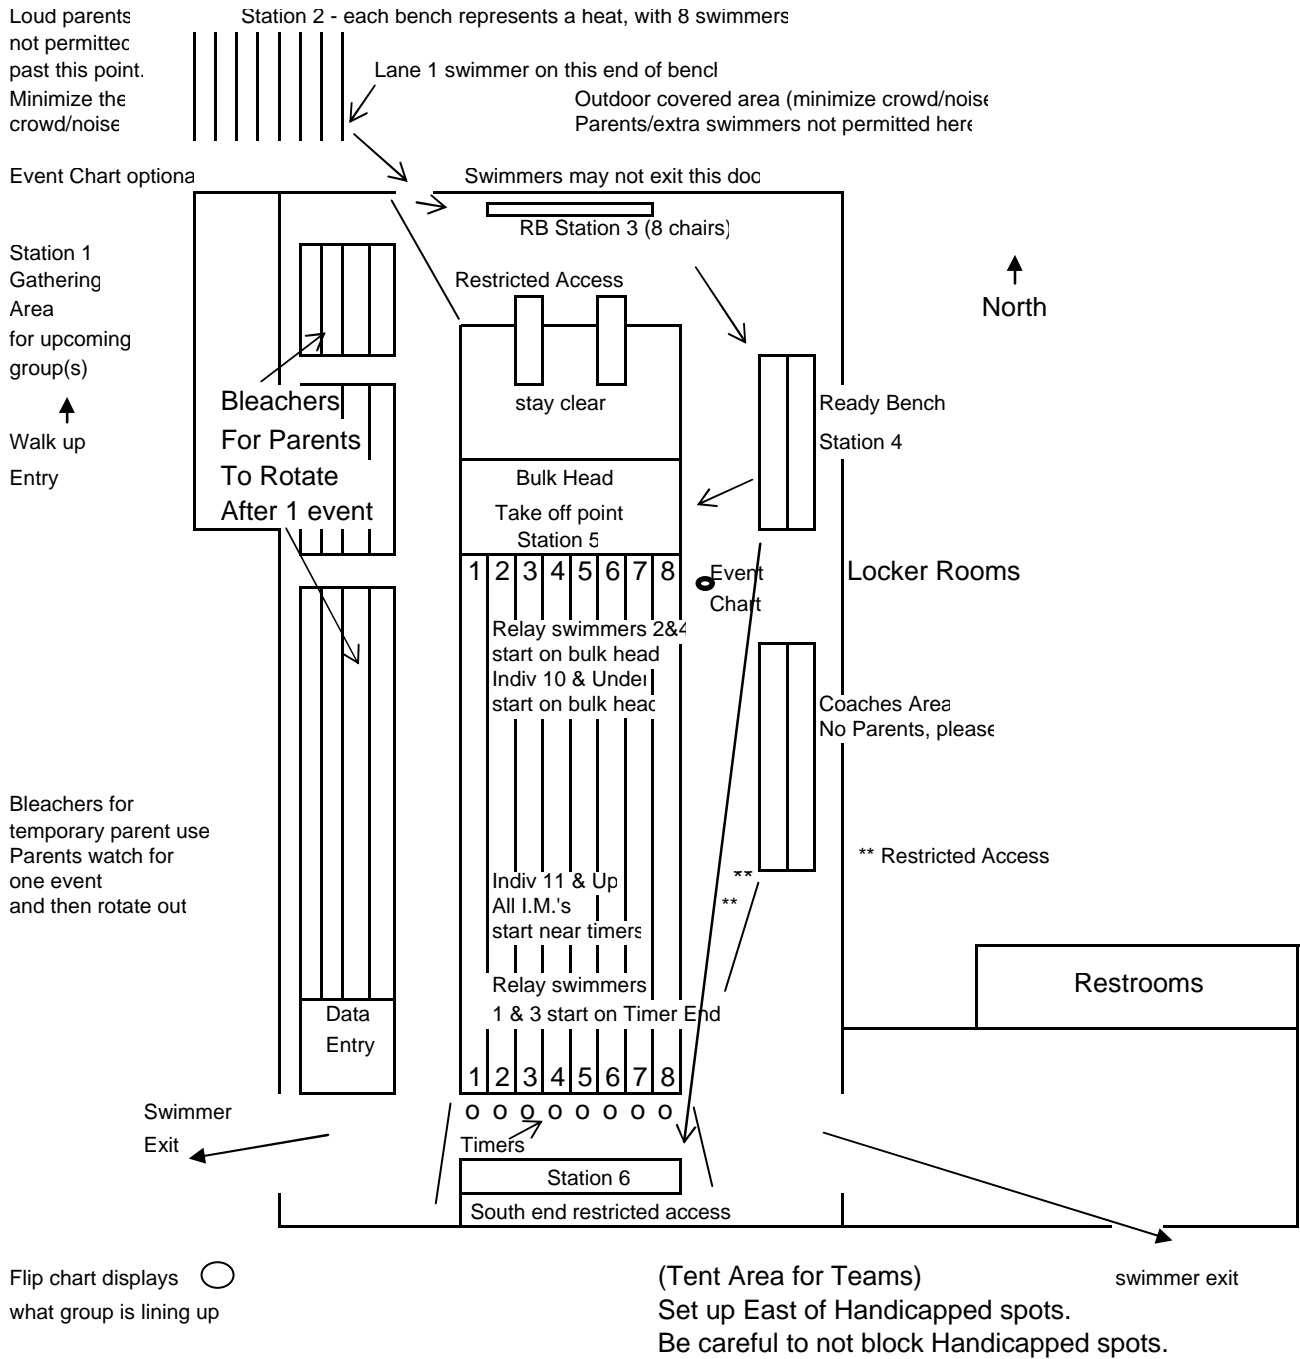 Loud parents
not permitted
past this point.
Minimize the
crowd/noise
Station 2 - each bench represents a heat, with 8 swimmers
Lane 1 swimmer on this end of bench
Outdoor covered area (minimize crowd/noise
Parents/extra swimmers not permitted here
Event Chart optiona
Swimmers may not exit this doo
RB Station 3 (8 chairs)
Station 1
Gathering
Area
for upcoming
group(s)
Restricted Access
North
Walk up
Entry
Bleachers
For Parents
To Rotate
After 1 event
stay clear
Ready Bench
Station 4
Bulk Head
Take off point
Station 5
1 2 3 4 5 6 7 8
Event
Chart
Locker Rooms
Relay swimmers 2&4
start on bulk head
Indiv 10 & Under
start on bulk head
Coaches Area
No Parents, please
Bleachers for
temporary parent use
Parents watch for
one event
and then rotate out
** Restricted Access
**
**
Indiv 11 & Up
All I.M.'s
start near timers
Relay swimmers
1 & 3 start on Timer End
Restrooms
Data
Entry
1 2 3 4 5 6 7 8
o o o o o o o o
Swimmer
Exit
Timers
Station 6
South end restricted access
Flip chart displays
what group is lining up
(Tent Area for Teams)
Set up East of Handicapped spots.
Be careful to not block Handicapped spots.
swimmer exit